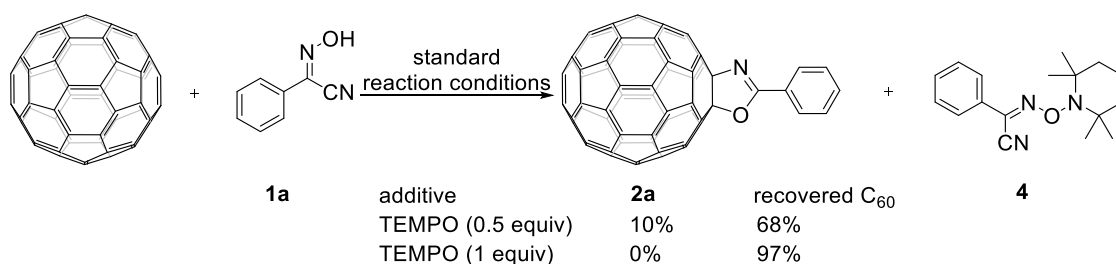 N OH
CN
+
standard
reaction conditions
N
O
+
N O N
CN
1a
additive 2a recovered C₆₀ 4
TEMPO (0.5 equiv) 10% 68%
TEMPO (1 equiv) 0% 97%